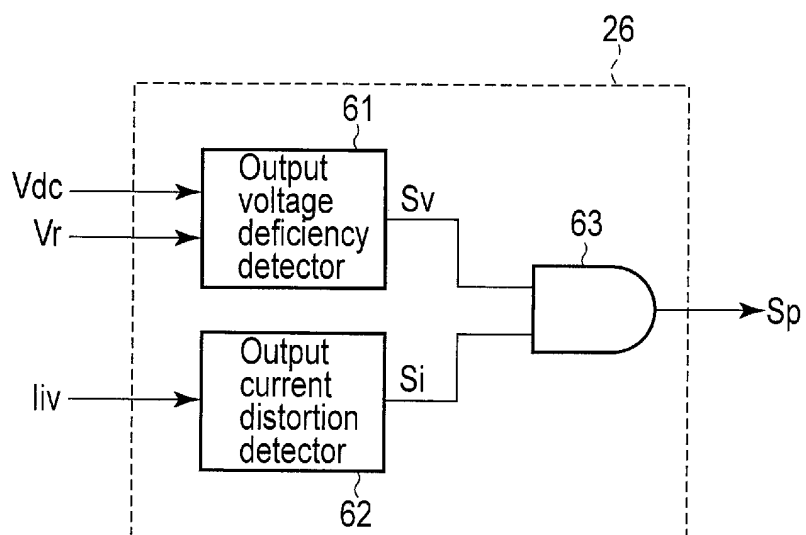 26
61
Output
voltage
deficiency
detector
Vdc
Vr
Sv
63
Sp
Output
current
distortion
detector
Iiv
Si
62